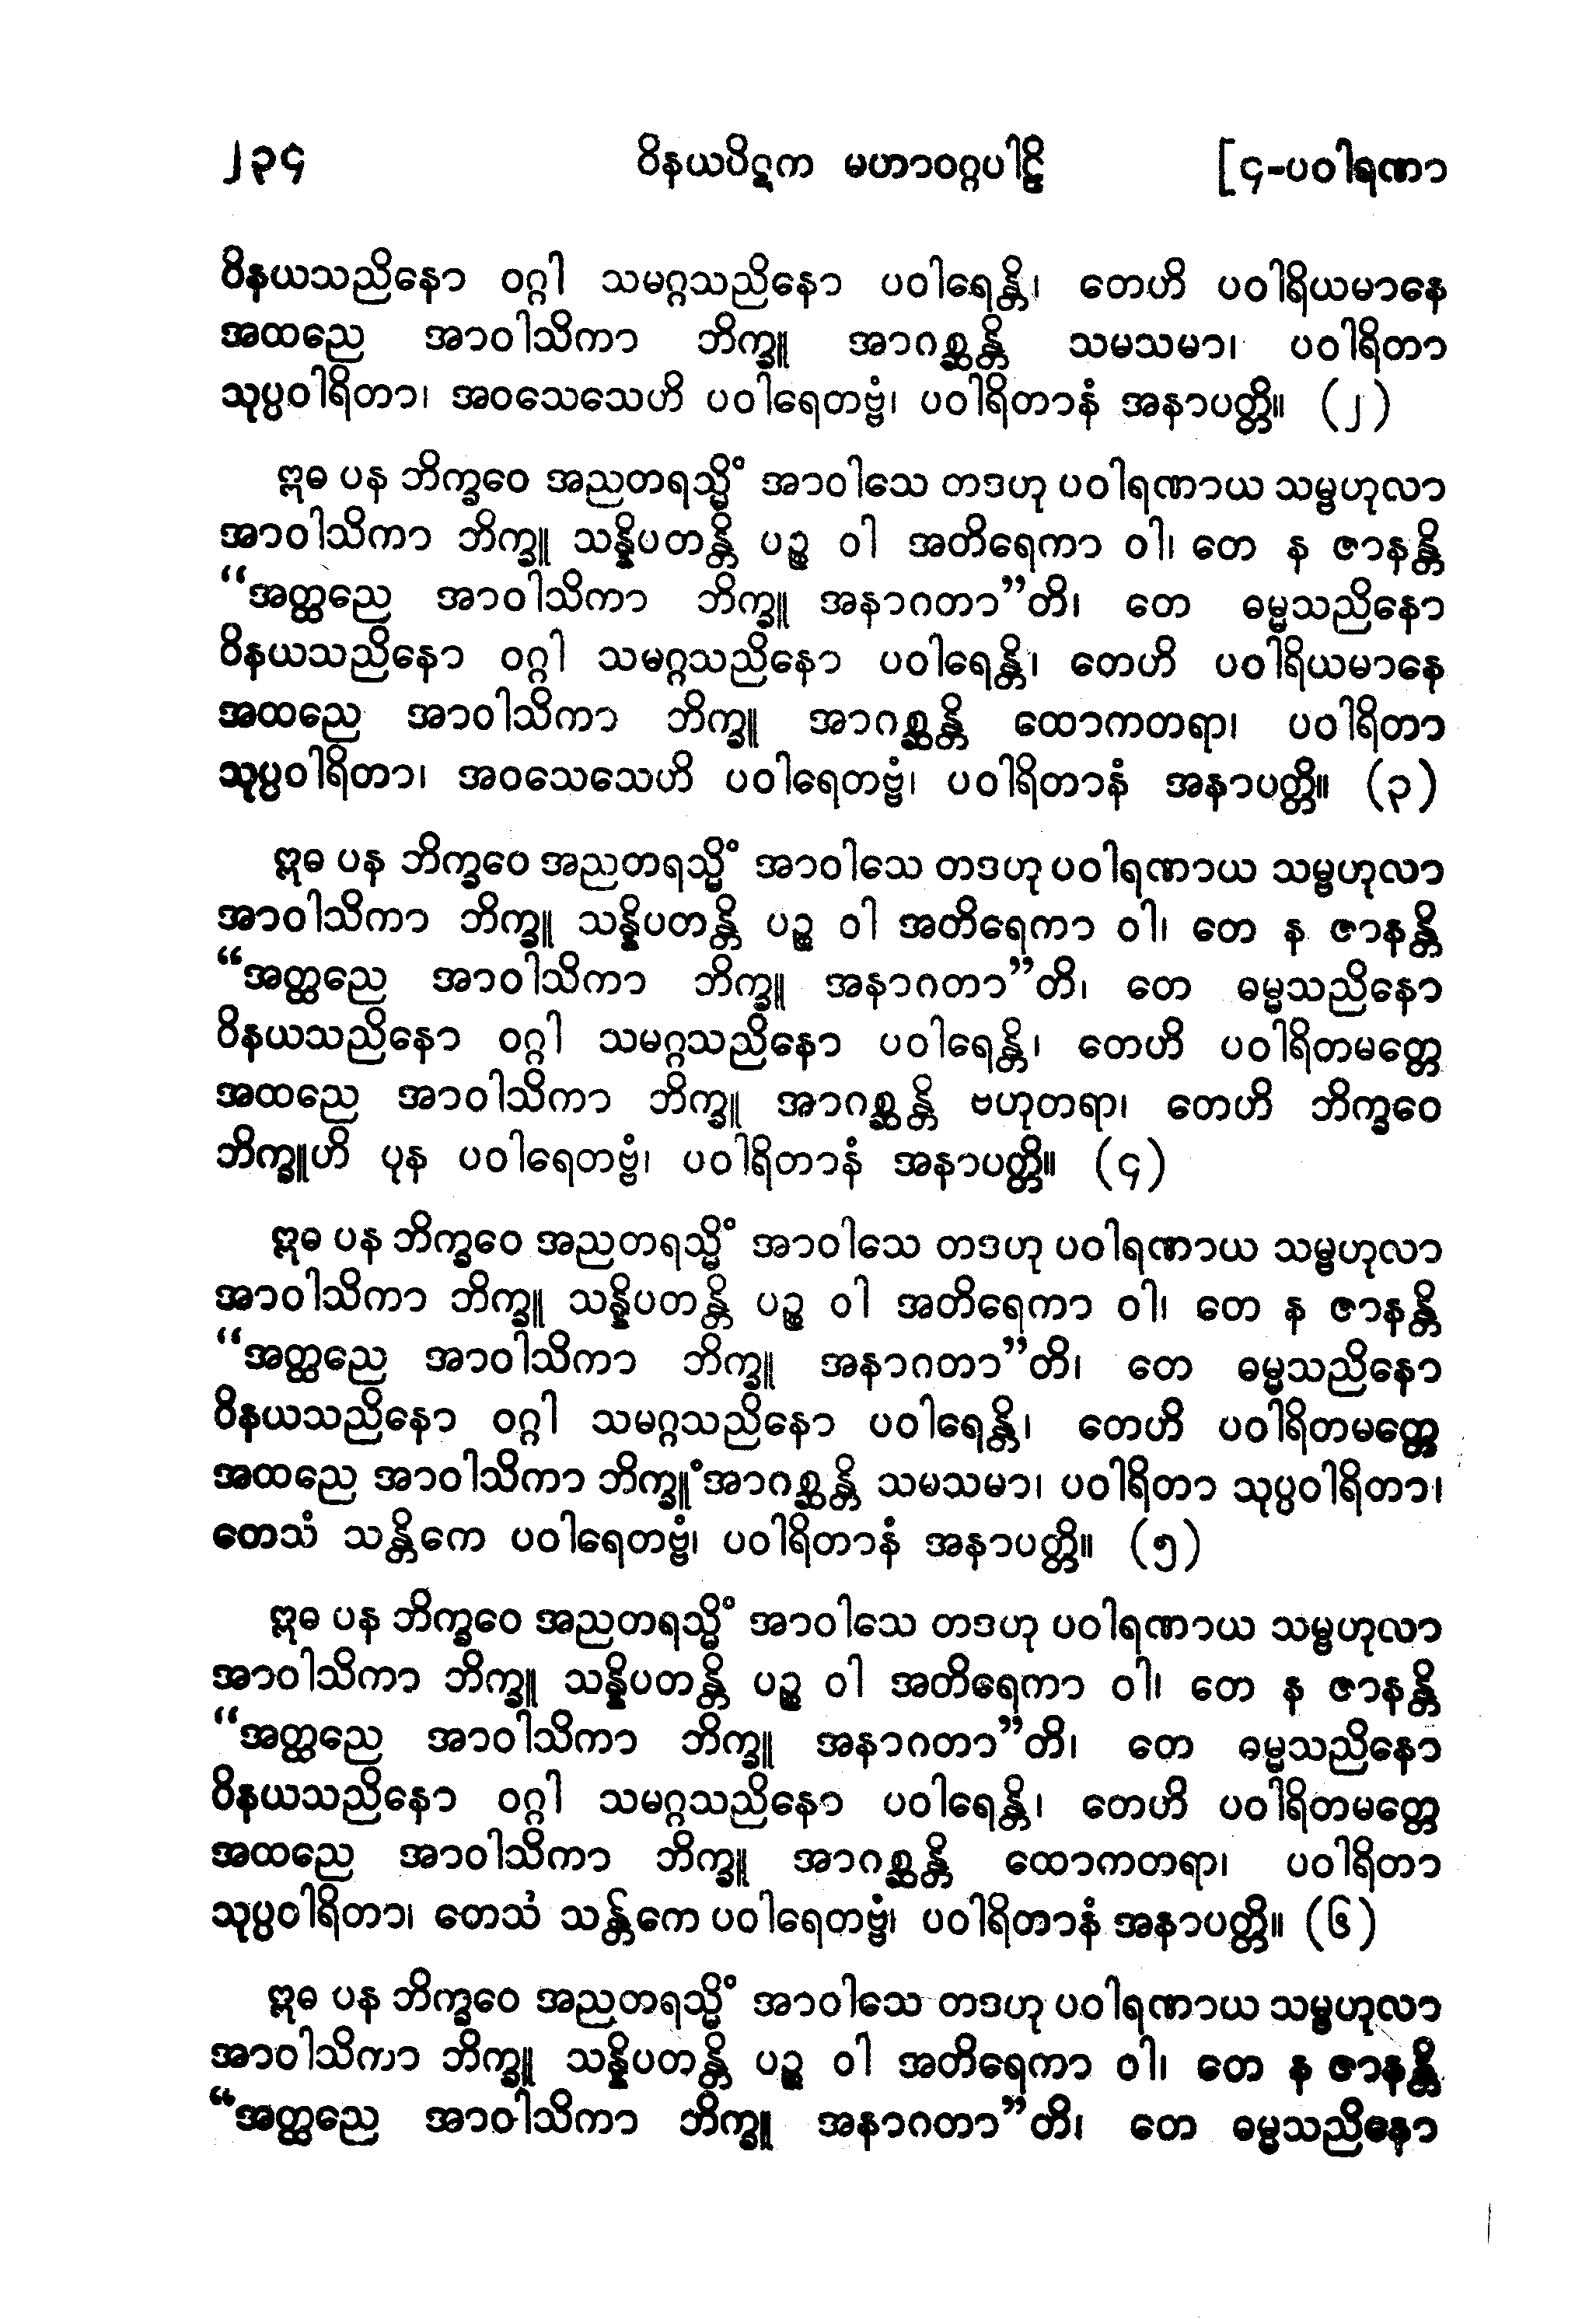 ၂၃၄ ဝိနယပိဋက မဟာဝဂ္ဂပါဠိ [၄-ပဝါရဏာ
ဝိနယသညိနော ဝဂ္ဂါ သမဂ္ဂသညိနော ပဝါရေန္တိ၊ တေဟိ ပဝါရိယမာနေ
အထညေ အာဝါသိကာ ဘိက္ခူ အာဂစ္ဆန္တိ သမသမာ၊ ပဝါရိတာ
သုပ္ပဝါရိတာ၊ အဝသေသေဟိ ပဝါရေတဗ္ဗံ၊ ပဝါရိတာနံ အနာပတ္တိ။ (၂)
ဣဓ ပန ဘိက္ခဝေ အညတရသ္မိံ အာဝါသေ တဒဟု ပဝါရဏာယ သမ္ဗဟုလာ
အာဝါသိကာ ဘိက္ခူ သန္နိပတန္တိ ပဉ္စ ဝါ အတိရေကာ ဝါ၊ တေ န ဇာနန္တိ
“အတ္ထညေ အာဝါသိကာ ဘိက္ခူ အနာဂတာ”တိ၊ တေ ဓမ္မသညိနော
ဝိနယသညိနော ဝဂ္ဂါ သမဂ္ဂသညိနော ပဝါရေန္တိ၊ တေဟိ ပဝါရိယမာနေ
အထညေ အာဝါသိကာ ဘိက္ခူ အာဂစ္ဆန္တိ ထောကတရာ၊ ပဝါရိတာ
သုပ္ပဝါရိတာ၊ အဝသေသေဟိ ပဝါရေတဗ္ဗံ၊ ပဝါရိတာနံ အနာပတ္တိ။ (၃)
ဣဓ ပန ဘိက္ခဝေ အညတရသ္မိံ အာဝါသေ တဒဟု ပဝါရဏာယ သမ္ဗဟုလာ
အာဝါသိကာ ဘိက္ခူ သန္နိပတန္တိ ပဉ္စ ဝါ အတိရေကာ ဝါ၊ တေ န ဇာနန္တိ
“အတ္ထညေ အာဝါသိကာ ဘိက္ခူ အနာဂတာ”တိ၊ တေ ဓမ္မသညိနော
ဝိနယသညိနော ဝဂ္ဂါ သမဂ္ဂသညိနော ပဝါရေန္တိ၊ တေဟိ ပဝါရိတမတ္တေ
အထညေ အာဝါသိကာ ဘိက္ခူ အာဂစ္ဆန္တိ ဗဟုတရာ၊ တေဟိ ဘိက္ခဝေ
ဘိက္ခူဟိ ပုန ပဝါရေတဗ္ဗံ၊ ပဝါရိတာနံ အနာပတ္တိ။ (၄)
ဣဓ ပန ဘိက္ခဝေ အညတရသ္မိံ အာဝါသေ တဒဟု ပဝါရဏာယ သမ္ဗဟုလာ
အာဝါသိကာ ဘိက္ခူ သန္နိပတန္တိ ပဉ္စ ဝါ အတိရေကာ ဝါ၊ တေ န ဇာနန္တိ
“အတ္ထညေ အာဝါသိကာ ဘိက္ခူ အနာဂတာ”တိ၊ တေ ဓမ္မသညိနော
ဝိနယသညိနော ဝဂ္ဂါ သမဂ္ဂသညိနော ပဝါရေန္တိ၊ တေဟိ ပဝါရိတမတ္တေ
အထညေ အာဝါသိကာ ဘိက္ခူ အာဂစ္ဆန္တိ သမသမာ၊ ပဝါရိတာ သုပ္ပဝါရိတာ၊
တေသံ သန္တိကေ ပဝါရေတဗ္ဗံ၊ ပဝါရိတာနံ အနာပတ္တိ။ (၅)
ဣဓ ပန ဘိက္ခဝေ အညတရသ္မိံ အာဝါသေ တဒဟု ပဝါရဏာယ သမ္ဗဟုလာ
အာဝါသိကာ ဘိက္ခူ သန္နိပတန္တိ ပဉ္စ ဝါ အတိရေကာ ဝါ၊ တေ န ဇာနန္တိ
“အတ္ထညေ အာဝါသိကာ ဘိက္ခူ အနာဂတာ”တိ၊ တေ ဓမ္မသညိနော
ဝိနယသညိနော ဝဂ္ဂါ သမဂ္ဂသညိနော ပဝါရေန္တိ၊ တေဟိ ပဝါရိတမတ္တေ
အထညေ အာဝါသိကာ ဘိက္ခူ အာဂစ္ဆန္တိ ထောကတရာ၊ ပဝါရိတာ
သုပ္ပဝါရိတာ၊ တေသံ သန္တိကေ ပဝါရေတဗ္ဗံ၊ ပဝါရိတာနံ အနာပတ္တိ။ (၆)
ဣဓ ပန ဘိက္ခဝေ အညတရသ္မိံ အာဝါသေ တဒဟု ပဝါရဏာယ သမ္ဗဟုလာ
အာဝါသိကာ ဘိက္ခူ သန္နိပတန္တိ ပဉ္စ ဝါ အတိရေကာ ဝါ၊ တေ န ဇာနန္တိ
“အတ္ထညေ အာဝါသိကာ ဘိက္ခူ အနာဂတာ”တိ၊ တေ ဓမ္မသညိနော